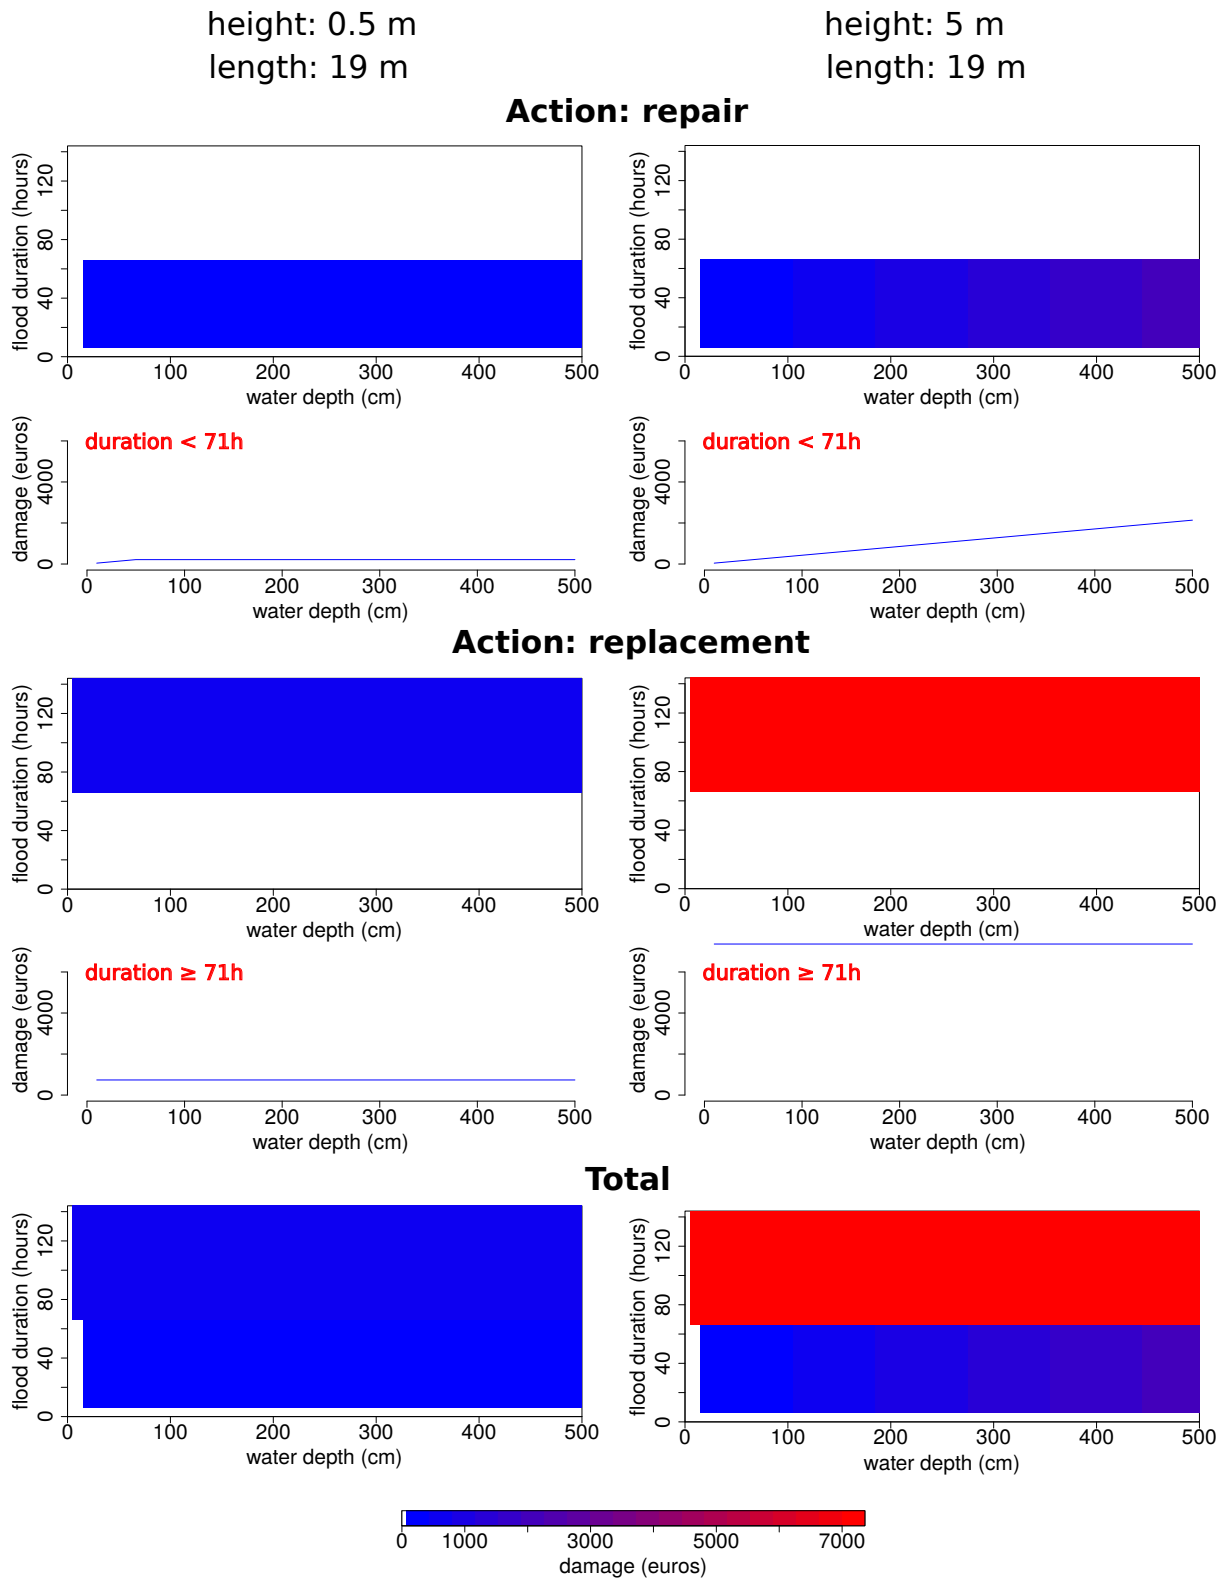 height: 0.5 m
length: 19 m
height: 5 m
length: 19 m
Action: repair
flood duration (hours)
0 40 80 120
0 100 200 300 400 500
water depth (cm)
flood duration (hours)
0 40 80 120
0 100 200 300 400 500
water depth (cm)
damage (euros)
0 4000
duration < 71h
0 100 200 300 400 500
water depth (cm)
damage (euros)
0 4000
duration < 71h
0 100 200 300 400 500
water depth (cm)
Action: replacement
flood duration (hours)
0 40 80 120
0 100 200 300 400 500
water depth (cm)
flood duration (hours)
0 40 80 120
0 100 200 300 400 500
water depth (cm)
damage (euros)
0 4000
duration ≥ 71h
0 100 200 300 400 500
water depth (cm)
damage (euros)
0 4000
duration ≥ 71h
0 100 200 300 400 500
water depth (cm)
Total
flood duration (hours)
0 40 80 120
0 100 200 300 400 500
water depth (cm)
flood duration (hours)
0 40 80 120
0 100 200 300 400 500
water depth (cm)
0 1000 3000 5000 7000
damage (euros)